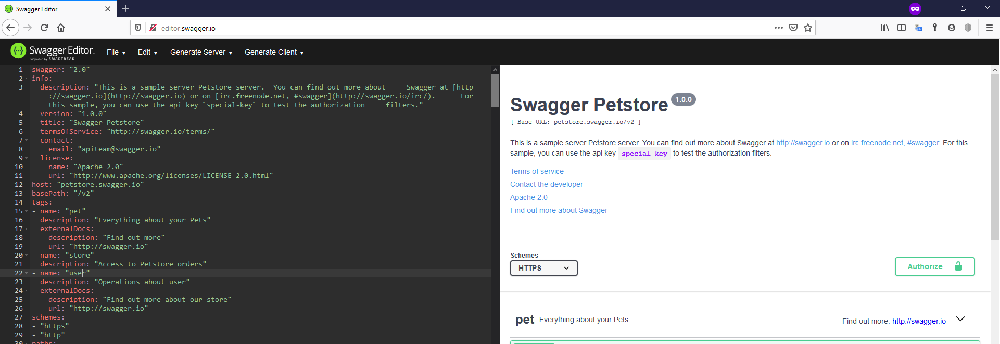 Swagger Editor
editor.swagger.io
Swagger Editor.
Supported by SMARTBEAR
File
Edit
Generate Server
Generate Client
1 swagger: "2.0"
2 info:
3 description: "This is a sample server Petstore server.  You can find out more about     Swagger at [http
://swagger.io](http://swagger.io) or on [irc.freenode.net, #swagger](http://swagger.io/irc/).      For
this sample, you can use the api key `special-key` to test the authorization     filters."
4 version: "1.0.0"
5 title: "Swagger Petstore"
6 termsOfService: "http://swagger.io/terms/"
7 contact:
8 email: "apiteam@swagger.io"
9 license:
10 name: "Apache 2.0"
11 url: "http://www.apache.org/licenses/LICENSE-2.0.html"
12 host: "petstore.swagger.io"
13 basePath: "/v2"
14 tags:
15 - name: "pet"
16 description: "Everything about your Pets"
17 externalDocs:
18 description: "Find out more"
19 url: "http://swagger.io"
20 - name: "store"
21 description: "Access to Petstore orders"
22 - name: "user"
23 description: "Operations about user"
24 externalDocs:
25 description: "Find out more about our store"
26 url: "http://swagger.io"
27 schemes:
28 - "https"
29 - "http"
30 paths:
Swagger Petstore 1.0.0
[ Base URL: petstore.swagger.io/v2 ]
This is a sample server Petstore server. You can find out more about Swagger at http://swagger.io or on irc.freenode.net, #swagger. For this
sample, you can use the api key special-key to test the authorization filters.
Terms of service
Contact the developer
Apache 2.0
Find out more about Swagger
Schemes
HTTPS
Authorize
pet Everything about your Pets
Find out more: http://swagger.io